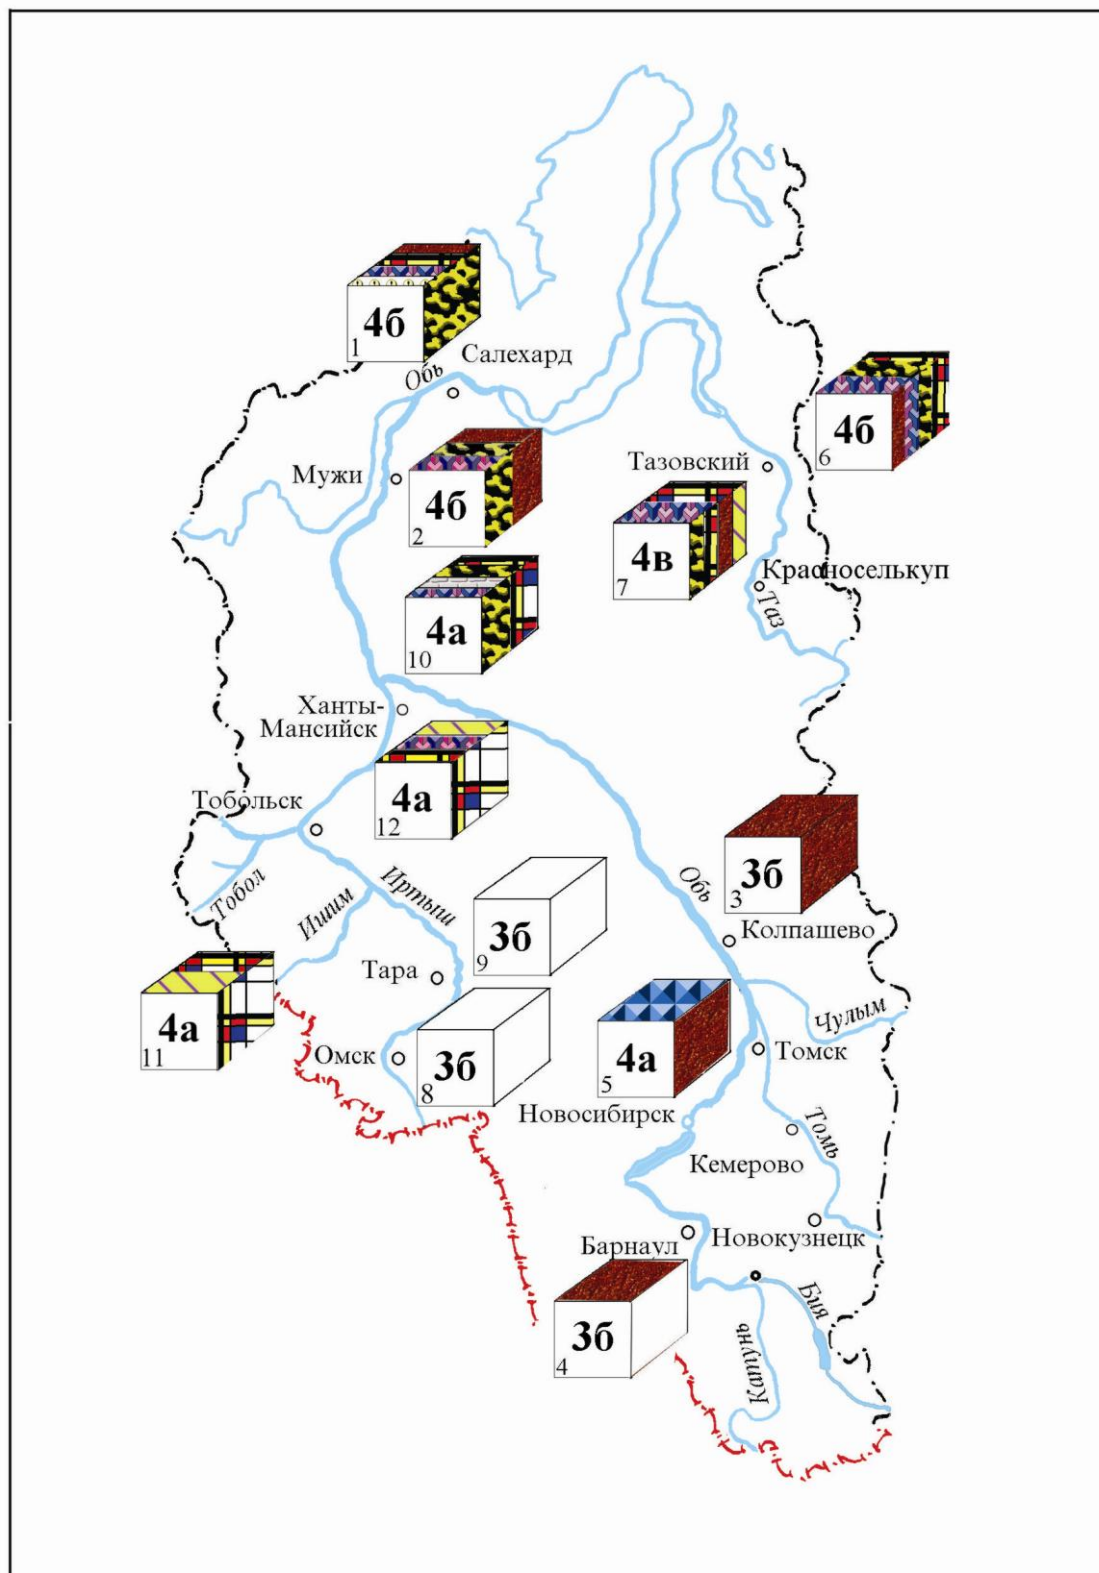 4б
1
Салехард
Обь
4б
6
Мужи
4б
2
Тазовский
4в
7
Красноселькуп
Таз
4а
10
Ханты-
Мансийск
4а
12
Тобольск
Тобол
Ишим
Иртыш
Обь
3б
3
3б
9
Колпашево
Тара
4а
11
Чулым
Омск
3б
8
4а
5
Томск
Новосибирск
Томь
Кемерово
Новокузнецк
Барнаул
Бия
3б
4
Катунь